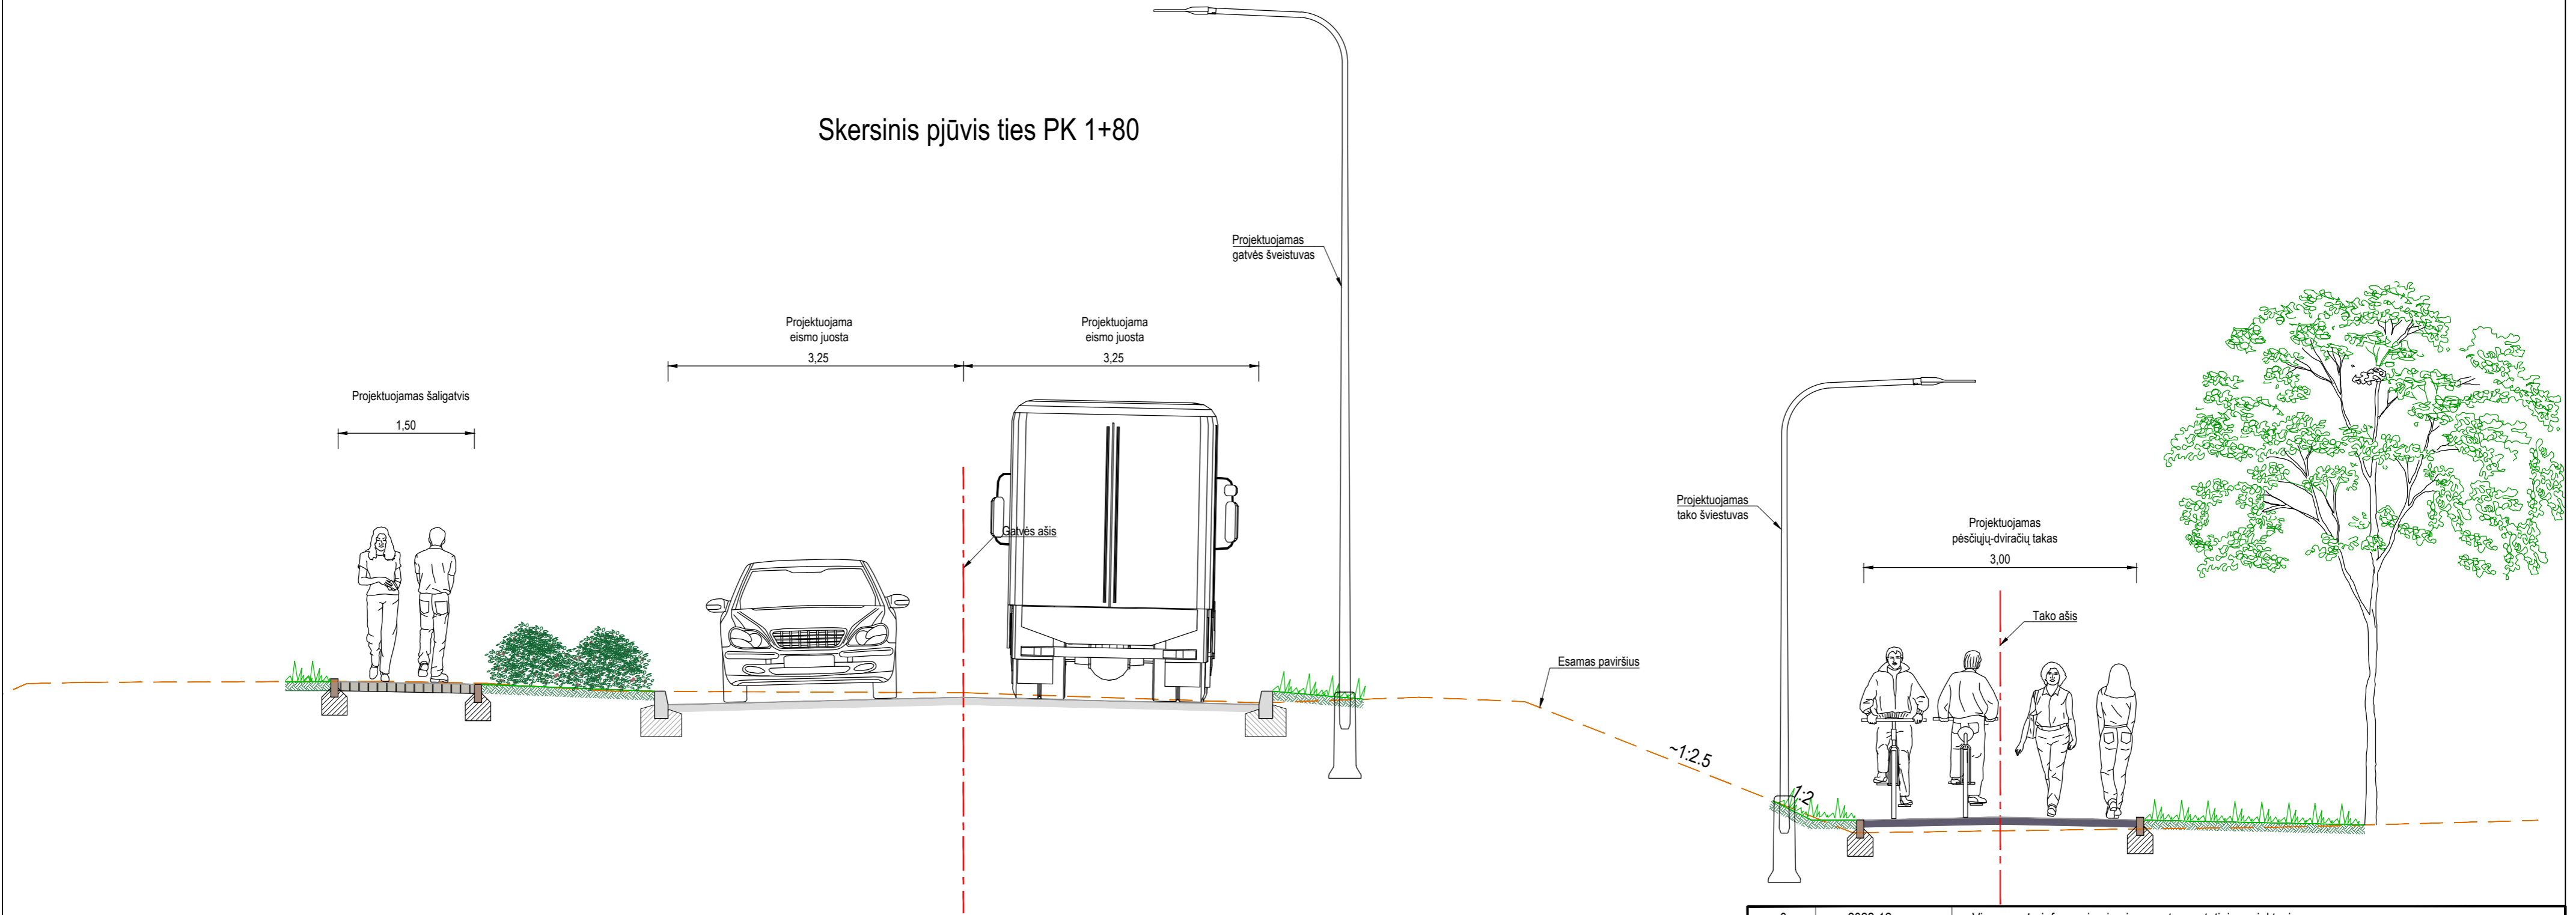 Skersinis pjūvis ties PK 1+80
Projektuojamas
gatvės šveistuvas
Projektuojama
eismo juosta
3,25
Projektuojama
eismo juosta
3,25
Projektuojamas šaligatvis
1,50
Gatvės ašis
Projektuojamas
tako šviestuvas
Projektuojamas
pėsčiųjų-dviračių takas
3,00
Tako ašis
Esamas paviršius
~1:2.5
1:2